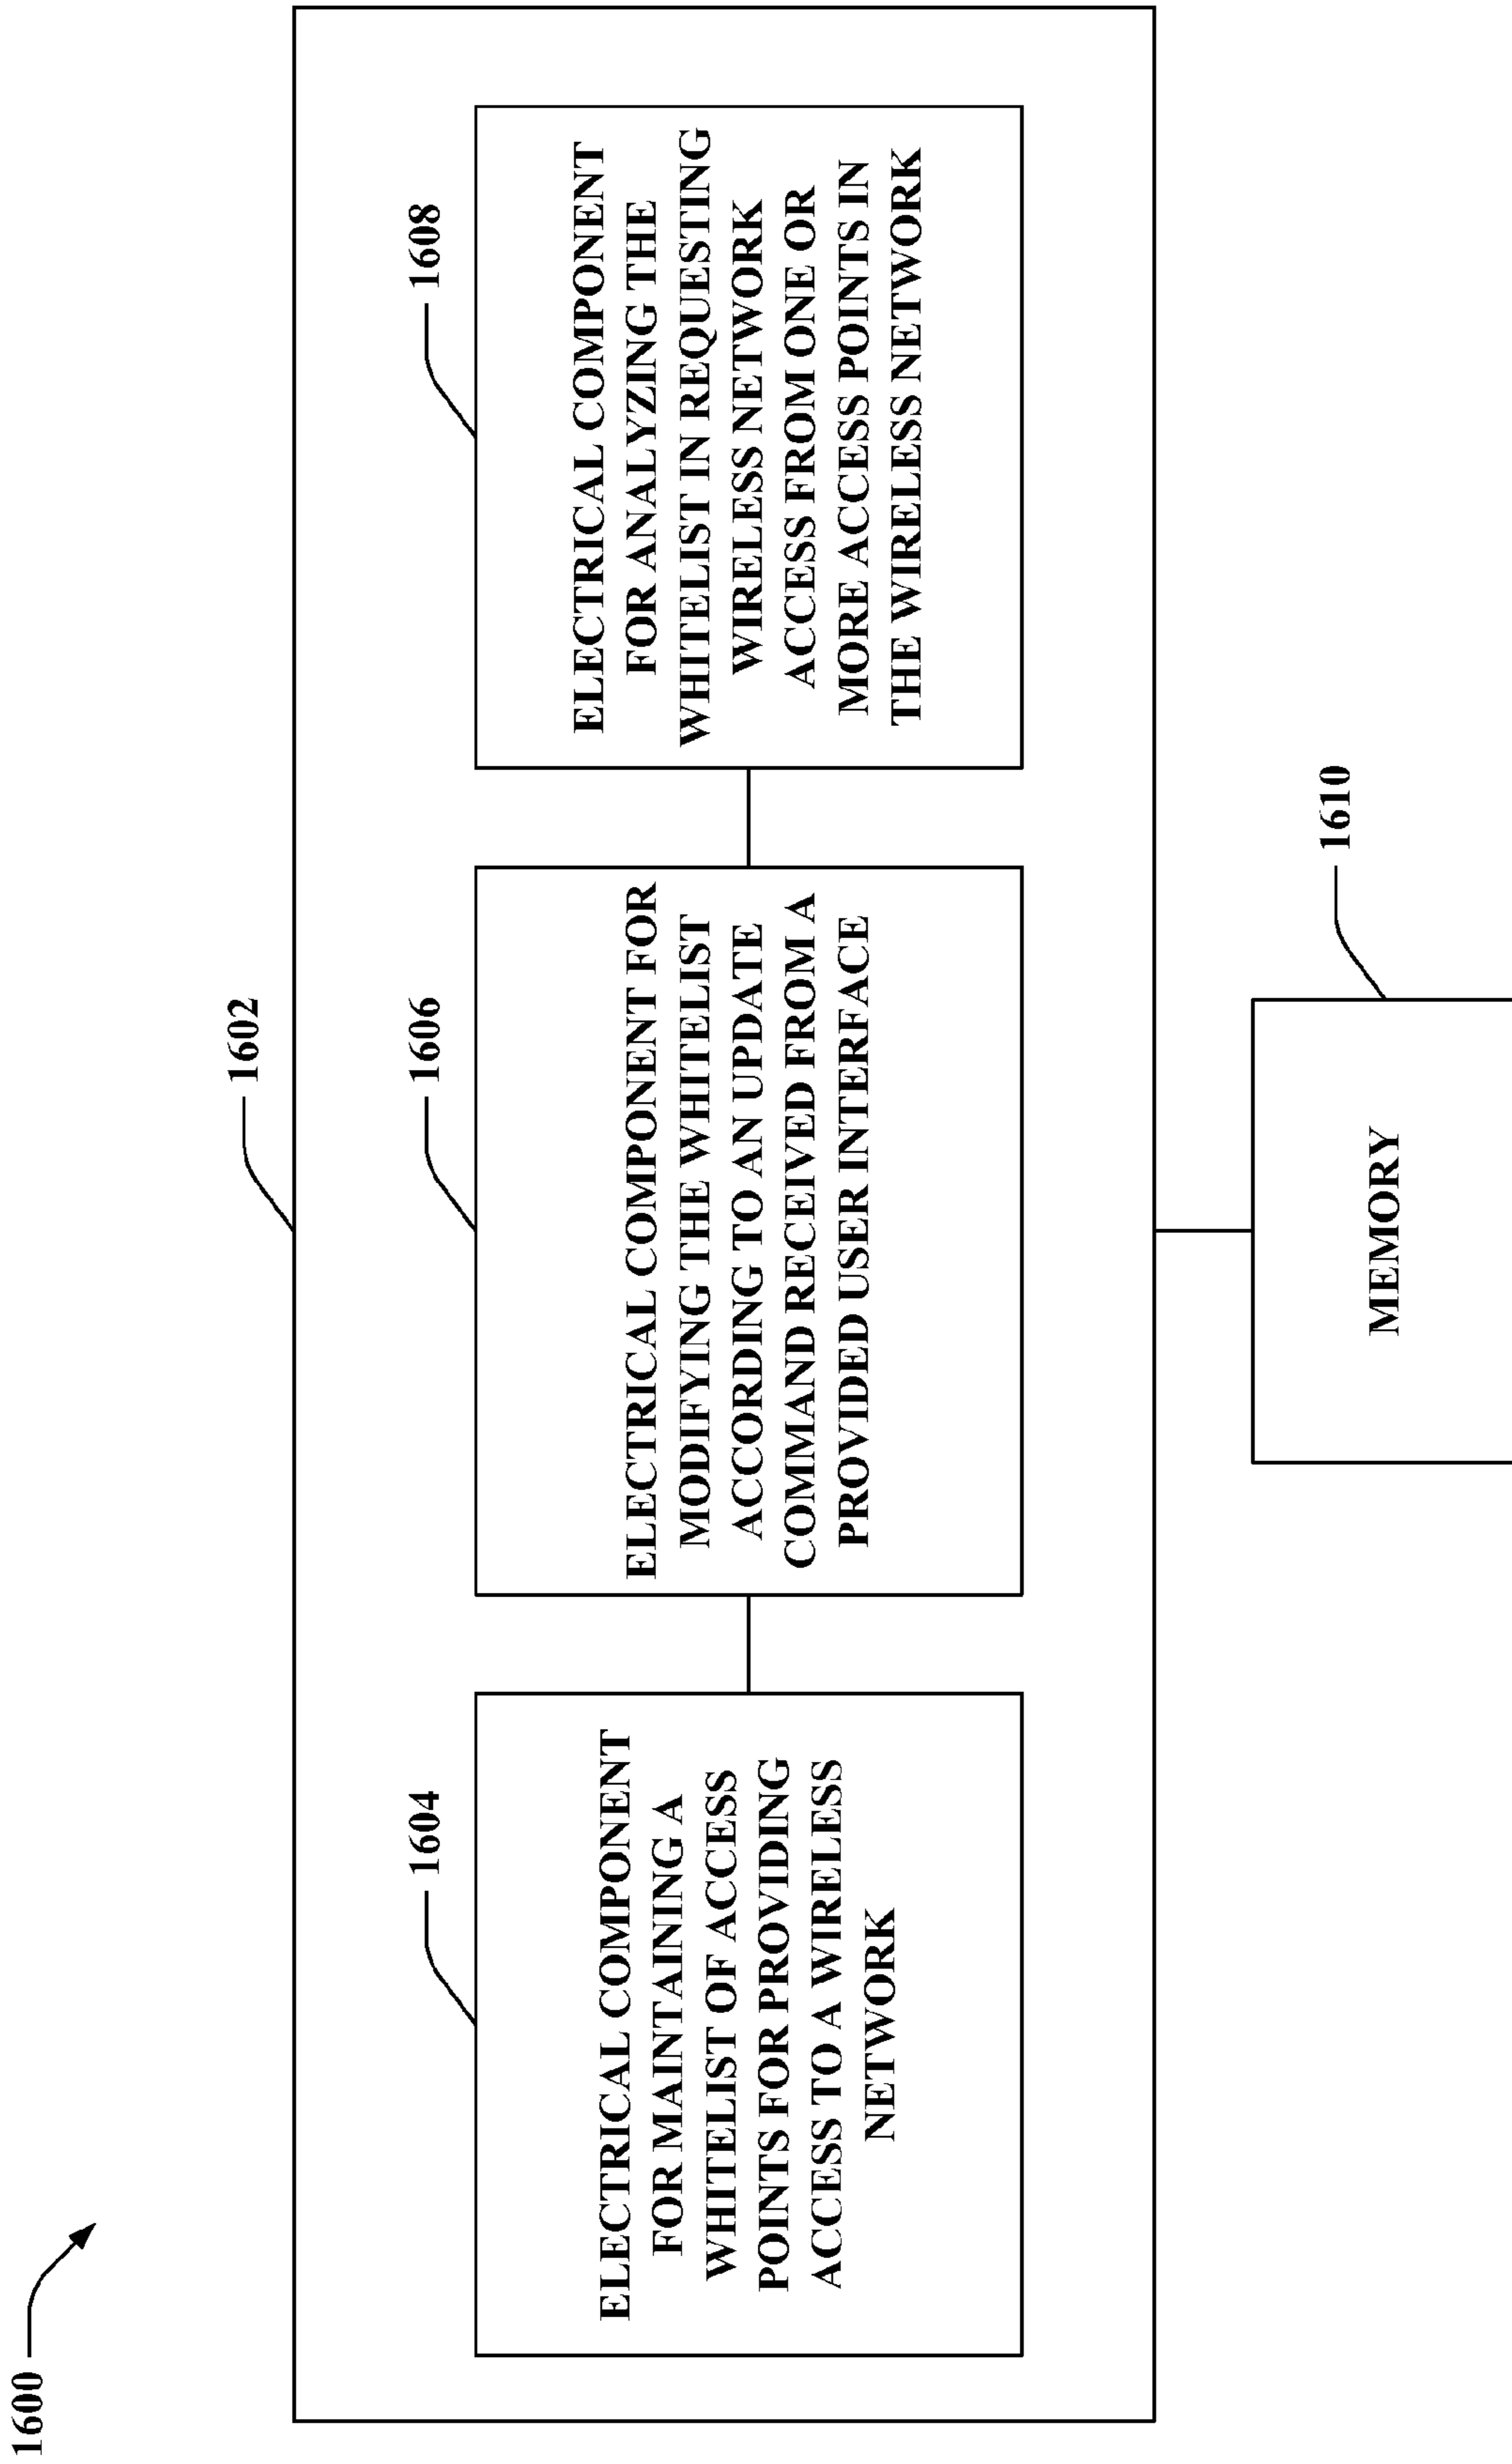 1600
1602
1604
ELECTRICAL COMPONENT
FOR MAINTAINING A
WHITELIST OF ACCESS
POINTS FOR PROVIDING
ACCESS TO A WIRELESS
NETWORK
1606
ELECTRICAL COMPONENT FOR
MODIFYING THE WHITELIST
ACCORDING TO AN UPDATE
COMMAND RECEIVED FROM A
PROVIDED USER INTERFACE
1608
ELECTRICAL COMPONENT
FOR ANALYZING THE
WHITELIST IN REQUESTING
WIRELESS NETWORK
ACCESS FROM ONE OR
MORE ACCESS POINTS IN
THE WIRELESS NETWORK
1610
MEMORY